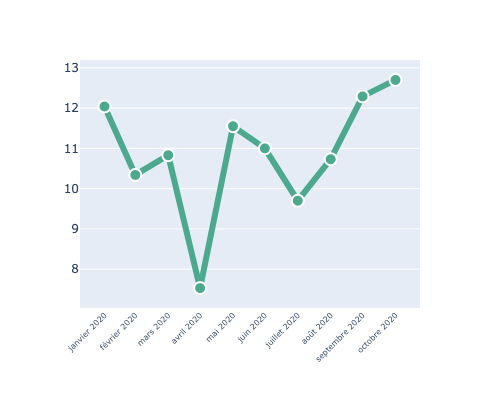 13
12
11
10
9
8
janvier 2020
février 2020
mars 2020
avril 2020
mai 2020
juin 2020
juillet 2020
août 2020
septembre 2020
octobre 2020